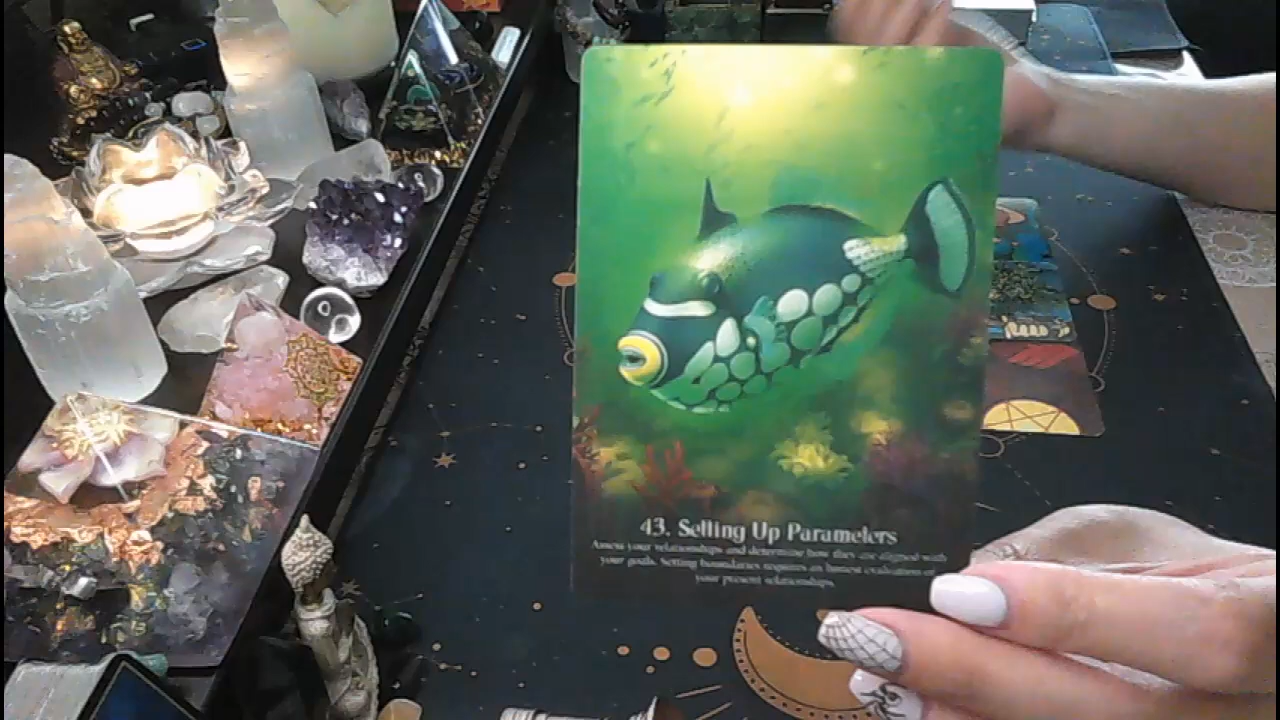 43. Setting Up Parameters
Assess your relationships and determine how they are aligned with
your goals. Setting boundaries requires an honest evaluation of
your present relationships.